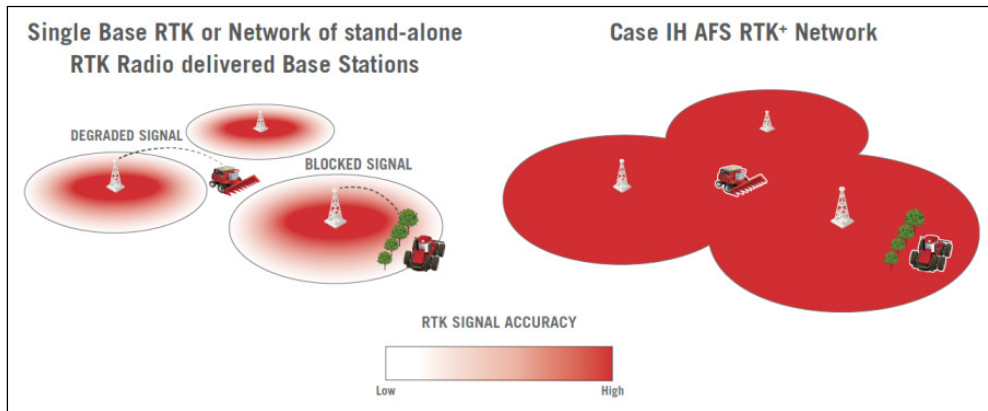 Single Base RTK or Network of stand-alone
RTK Radio delivered Base Stations
Case IH AFS RTK⁺ Network
DEGRADED SIGNAL
BLOCKED SIGNAL
RTK SIGNAL ACCURACY
Low
High